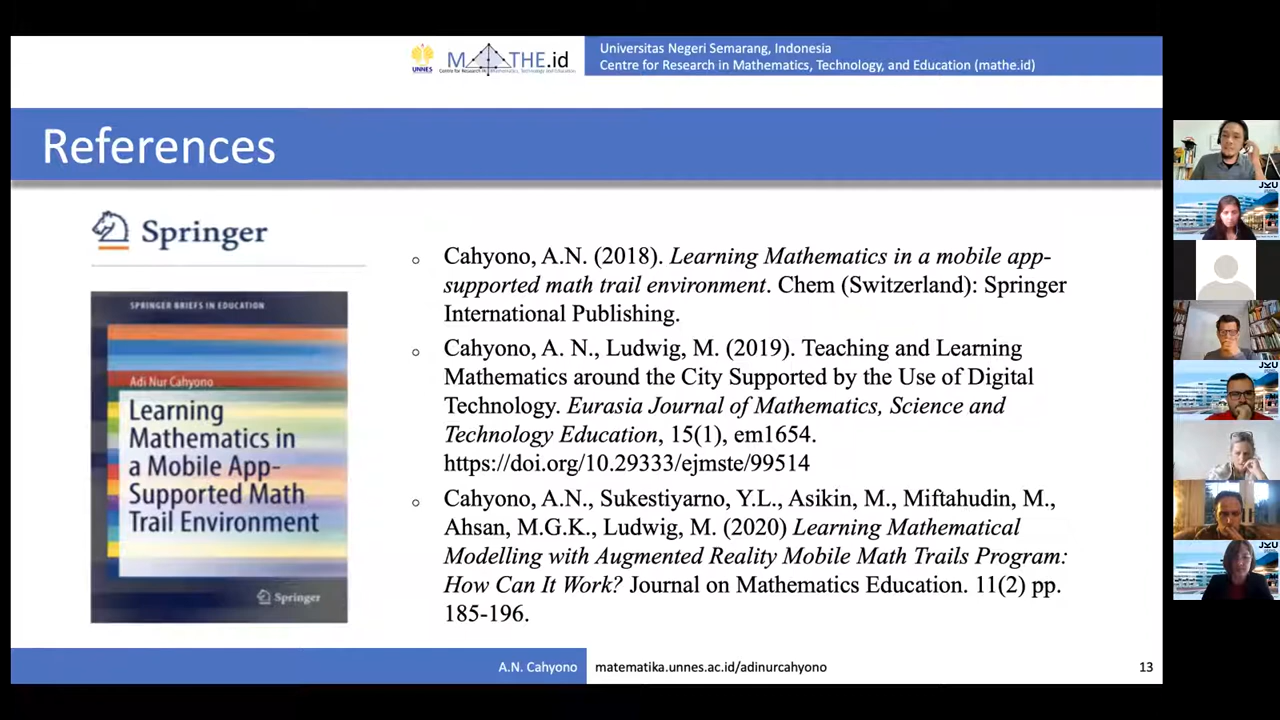 UNNES
MATHE.id
Universitas Negeri Semarang, Indonesia
Centre for Research in Mathematics, Technology, and Education (mathe.id)
References
Springer
SPRINGER BRIEFS IN EDUCATION
Adi Nur Cahyono
Learning
Mathematics in
a Mobile App-
Supported Math
Trail Environment
Springer
Cahyono, A.N. (2018). Learning Mathematics in a mobile app-
supported math trail environment. Chem (Switzerland): Springer
International Publishing.
Cahyono, A. N., Ludwig, M. (2019). Teaching and Learning
Mathematics around the City Supported by the Use of Digital
Technology. Eurasia Journal of Mathematics, Science and
Technology Education, 15(1), em1654.
https://doi.org/10.29333/ejmste/99514
Cahyono, A.N., Sukestiyarno, Y.L., Asikin, M., Miftahudin, M.,
Ahsan, M.G.K., Ludwig, M. (2020) Learning Mathematical
Modelling with Augmented Reality Mobile Math Trails Program:
How Can It Work? Journal on Mathematics Education. 11(2) pp.
185-196.
A.N. Cahyono
matematika.unnes.ac.id/adinurcahyono
13